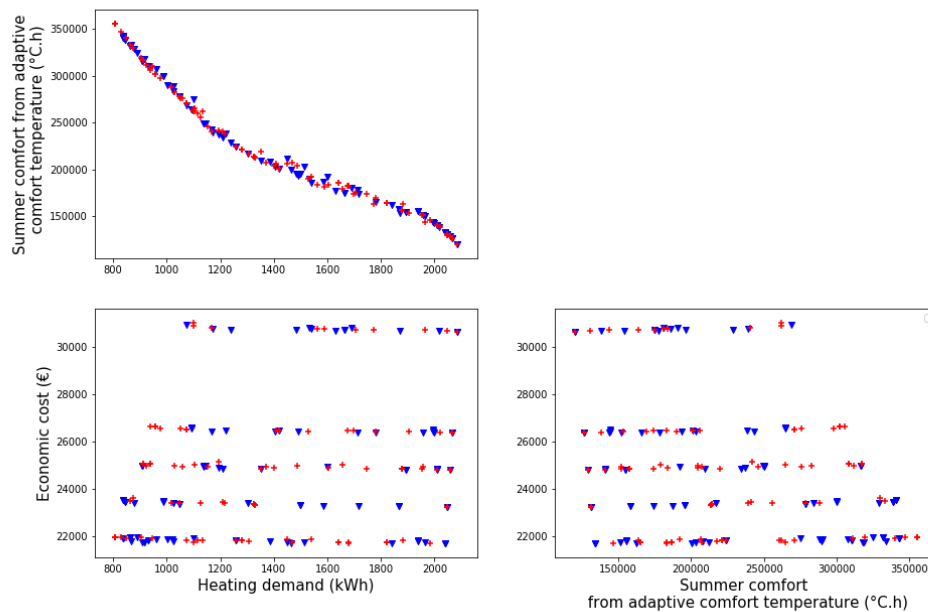 Summer comfort from adaptive
comfort temperature (°C.h)
350000
300000
250000
200000
150000
800 1000 1200 1400 1600 1800 2000
Economic cost (€)
30000
28000
26000
24000
22000
800 1000 1200 1400 1600 1800 2000
Heating demand (kWh)
30000
28000
26000
24000
22000
150000 200000 250000 300000 350000
Summer comfort
from adaptive comfort temperature (°C.h)